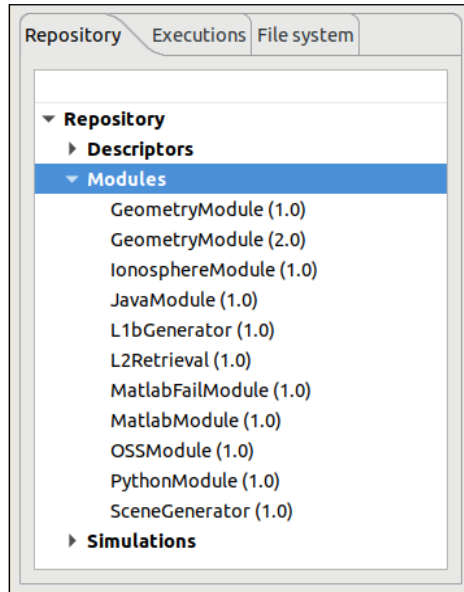 Repository Executions File system
Repository
Descriptors
Modules
GeometryModule (1.0)
GeometryModule (2.0)
IonosphereModule (1.0)
JavaModule (1.0)
L1bGenerator (1.0)
L2Retrieval (1.0)
MatlabFailModule (1.0)
MatlabModule (1.0)
OSSModule (1.0)
PythonModule (1.0)
SceneGenerator (1.0)
Simulations